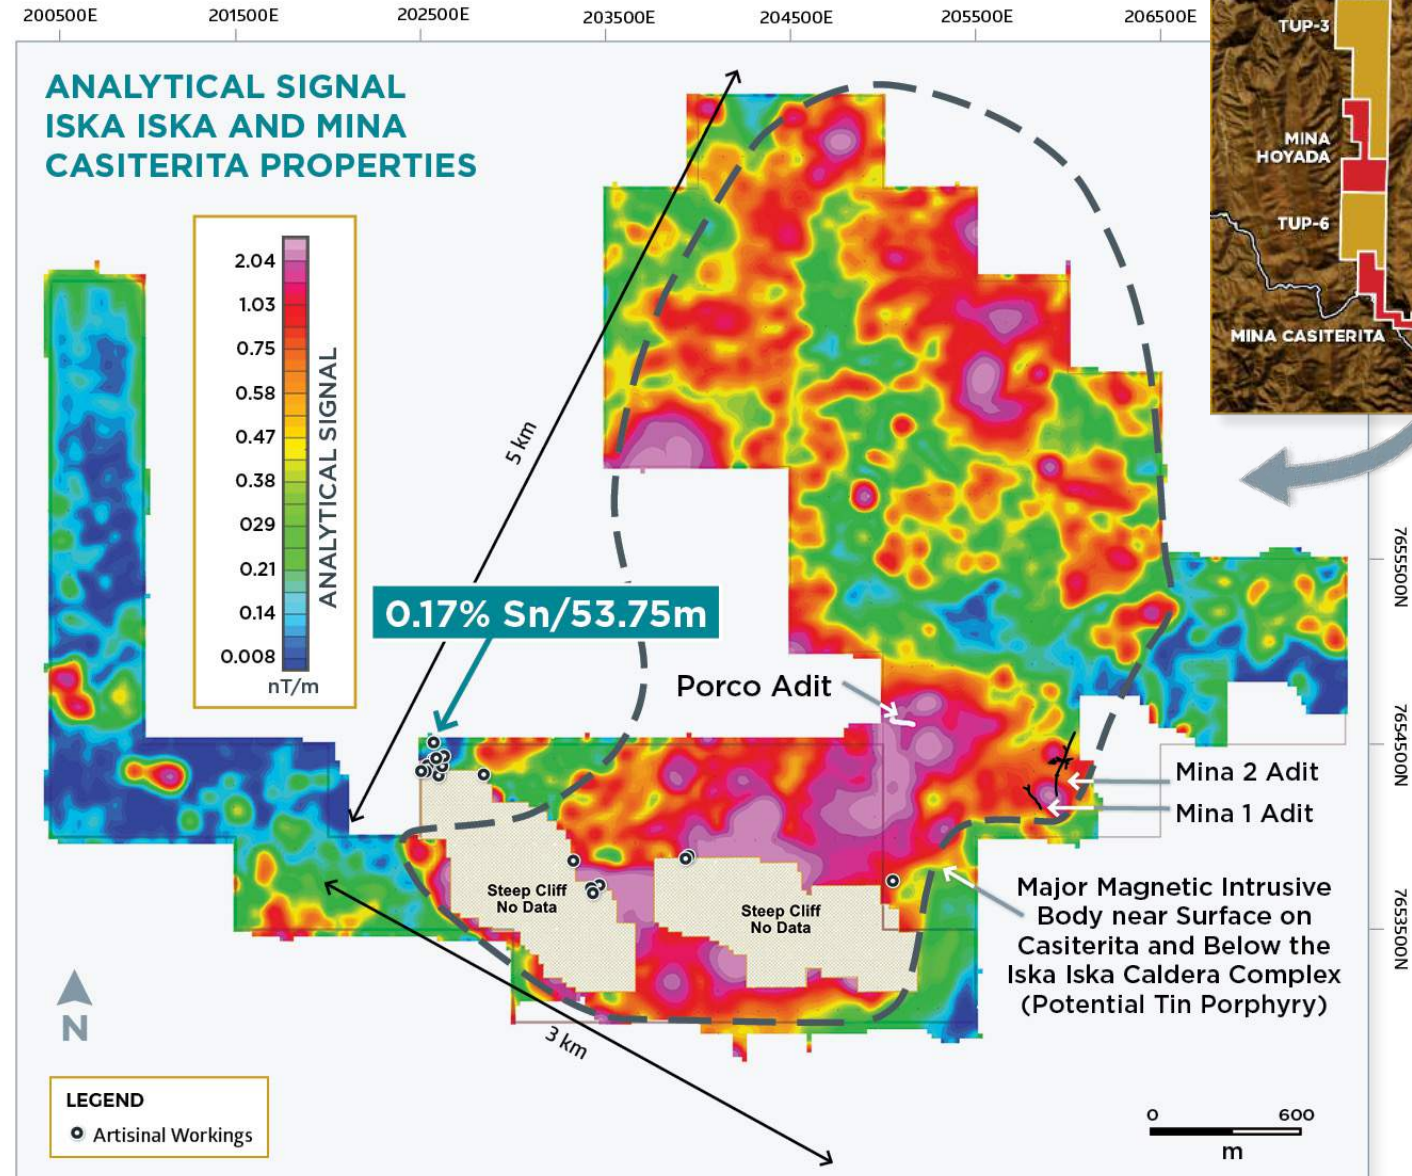 200500E 201500E 202500E 203500E 204500E 205500E 206500E
ANALYTICAL SIGNAL
ISKA ISKA AND MINA
CASITERITA PROPERTIES
2.04
1.03
0.75
0.58
0.47
0.38
029
0.21
0.14
0.008
nT/m
ANALYTICAL SIGNAL
TUP-3
MINA
HOYADA
TUP-6
MINA CASITERITA
5 km
0.17% Sn/53.75m
Porco Adit
765550N
765450N
765350N
Mina 2 Adit
Mina 1 Adit
Steep Cliff
No Data
Steep Cliff
No Data
Major Magnetic Intrusive
Body near Surface on
Casiterita and Below the
Iska Iska Caldera Complex
(Potential Tin Porphyry)
3 km
N
LEGEND
Artisinal Workings
0 600
m